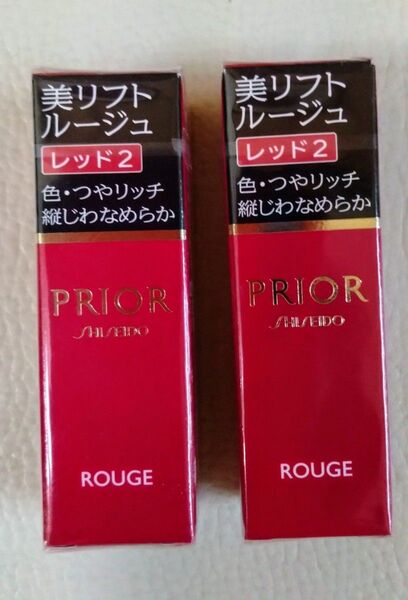 美リフト
ルージュ
レッド2
色・つやリッチ
縦じわなめらか
PRIOR
SHISEIDO
ROUGE
美リフト
ルージュ
レッド2
色・つやリッチ
縦じわなめらか
PRIOR
SHISEIDO
ROUGE